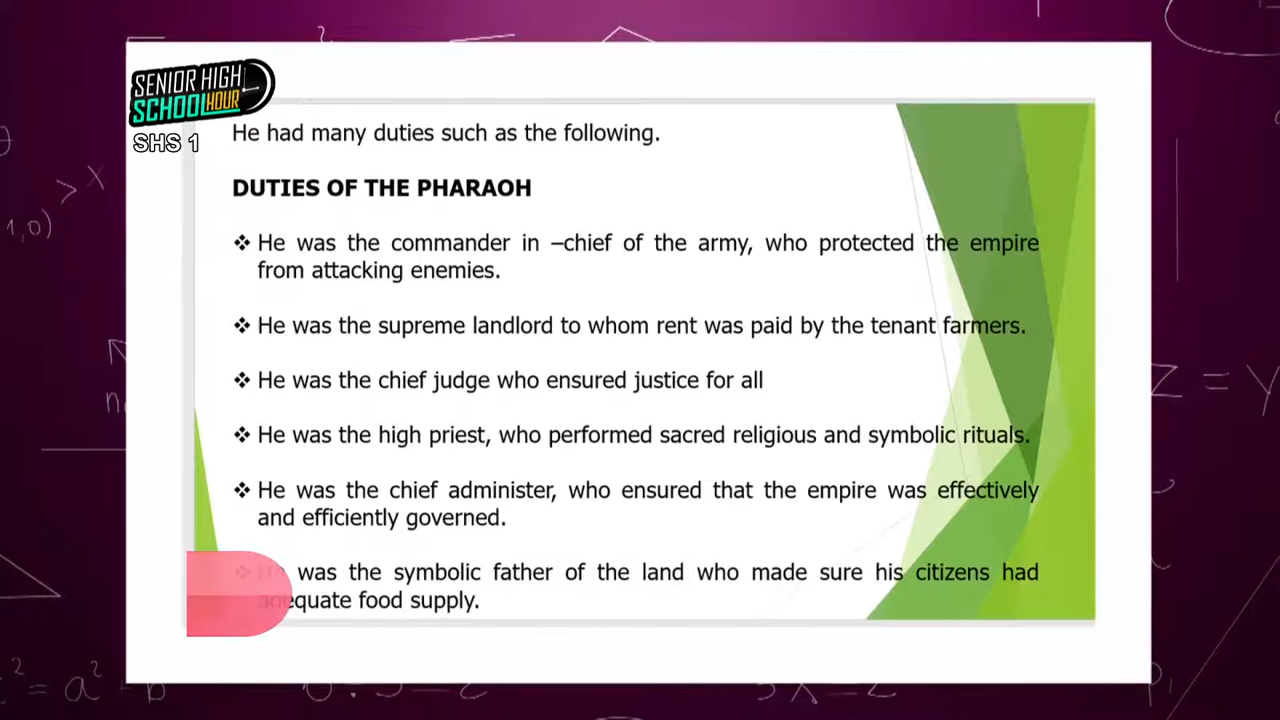 SENIOR HIGH
SCHOOL HOUR
SHS 1
He had many duties such as the following.
DUTIES OF THE PHARAOH
❖ He was the commander in –chief of the army, who protected the empire
from attacking enemies.
❖ He was the supreme landlord to whom rent was paid by the tenant farmers.
❖ He was the chief judge who ensured justice for all
❖ He was the high priest, who performed sacred religious and symbolic rituals.
❖ He was the chief administer, who ensured that the empire was effectively
and efficiently governed.
❖ He was the symbolic father of the land who made sure his citizens had
adequate food supply.
> x
1,0)
Z = y